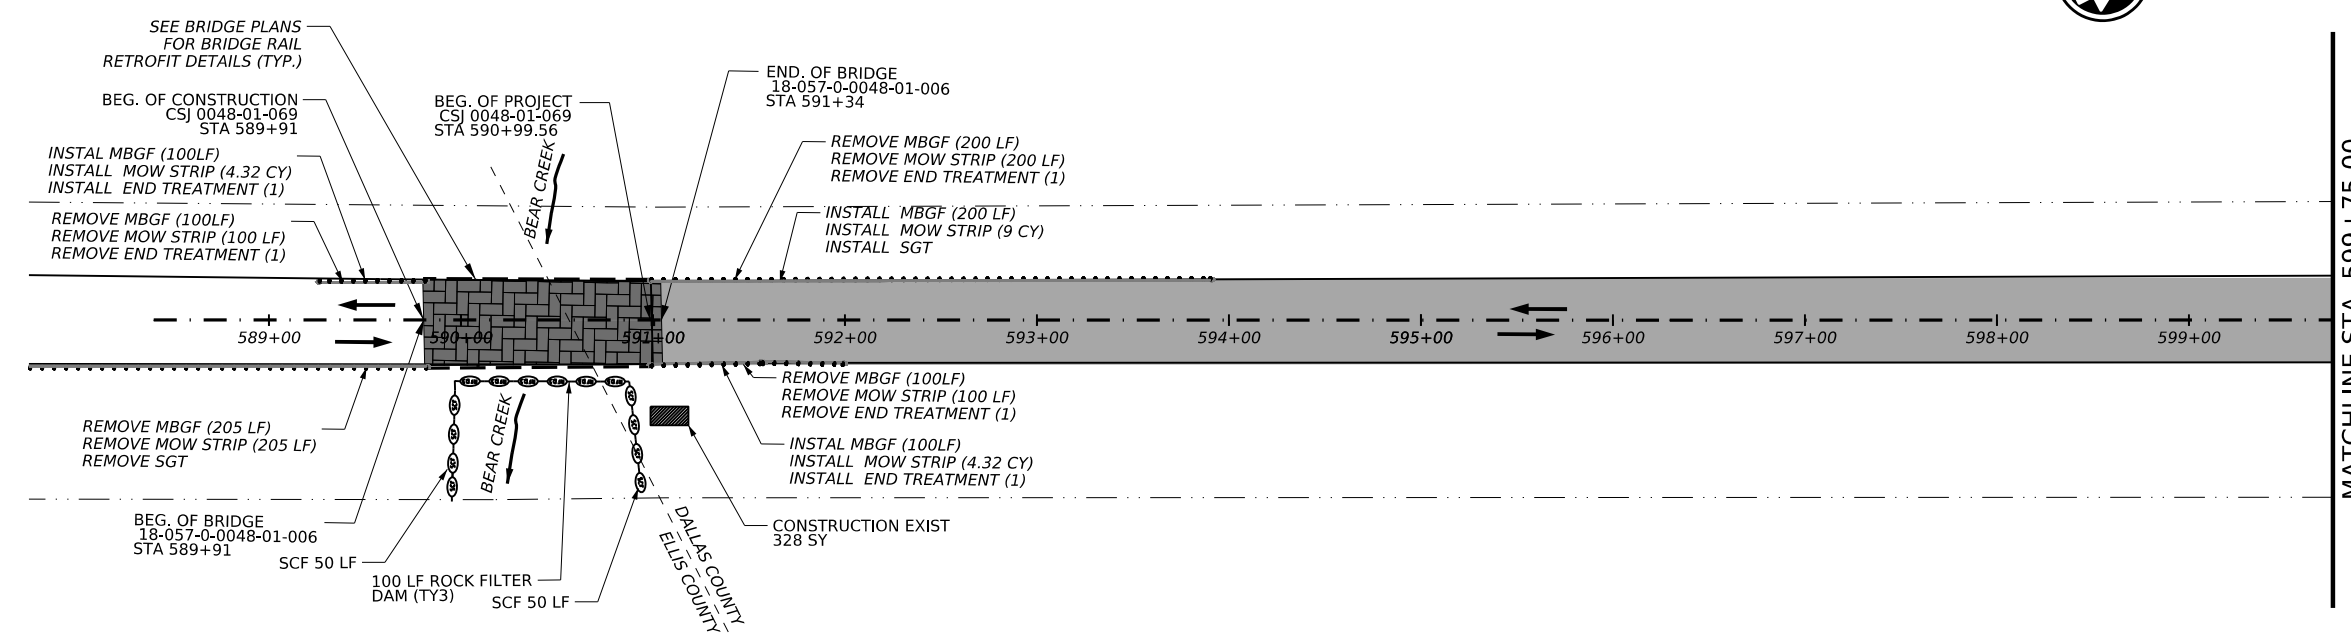 SEE BRIDGE PLANS
FOR BRIDGE RAIL
RETROFIT DETAILS (TYP.)
BEG. OF CONSTRUCTION
CSJ 0048-01-069
STA 589+91
INSTAL MBGF (100LF)
INSTALL MOW STRIP (4.32 CY)
INSTALL END TREATMENT (1)
REMOVE MBGF (100LF)
REMOVE MOW STRIP (100 LF)
REMOVE END TREATMENT (1)
BEG. OF PROJECT
CSJ 0048-01-069
STA 590+99.56
BEAR CREEK
END. OF BRIDGE
18-057-0-0048-01-006
STA 591+34
REMOVE MBGF (200 LF)
REMOVE MOW STRIP (200 LF)
REMOVE END TREATMENT (1)
INSTALL MBGF (200 LF)
INSTALL MOW STRIP (9 CY)
INSTALL SGT
589+00
590+00
591+00
592+00
593+00
594+00
595+00
596+00
597+00
598+00
599+00
REMOVE MBGF (205 LF)
REMOVE MOW STRIP (205 LF)
REMOVE SGT
BEAR CREEK
REMOVE MBGF (100LF)
REMOVE MOW STRIP (100 LF)
REMOVE END TREATMENT (1)
INSTAL MBGF (100LF)
INSTALL MOW STRIP (4.32 CY)
INSTALL END TREATMENT (1)
BEG. OF BRIDGE
18-057-0-0048-01-006
STA 589+91
SCF 50 LF
100 LF ROCK FILTER
DAM (TY3)
SCF 50 LF
CONSTRUCTION EXIST
328 SY
DALLAS COUNTY
ELLIS COUNTY
MATCHLINE STA